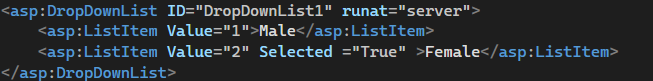 <asp:DropDownList ID="DropDownList1" runat="server">
    <asp:ListItem Value="1">Male</asp:ListItem>
    <asp:ListItem Value="2" Selected ="True" >Female</asp:ListItem>
</asp:DropDownList>